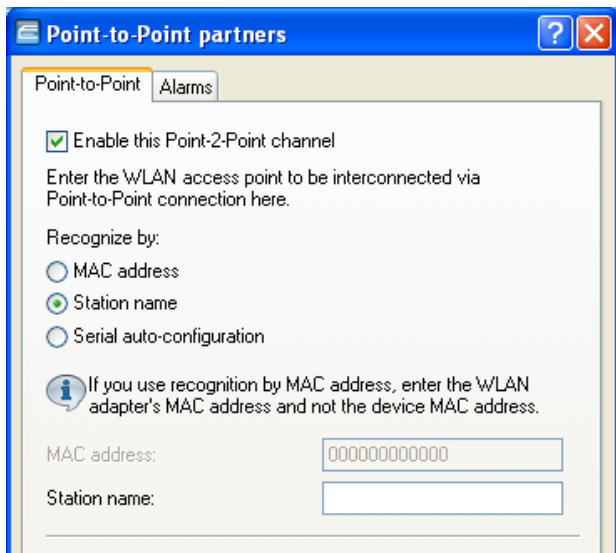 Point-to-Point partners
Point-to-Point Alarms
Enable this Point-2-Point channel
Enter the WLAN access point to be interconnected via
Point-to-Point connection here.
Recognize by:
MAC address
Station name
Serial auto-configuration
If you use recognition by MAC address, enter the WLAN
adapter's MAC address and not the device MAC address.
MAC address: 000000000000
Station name: